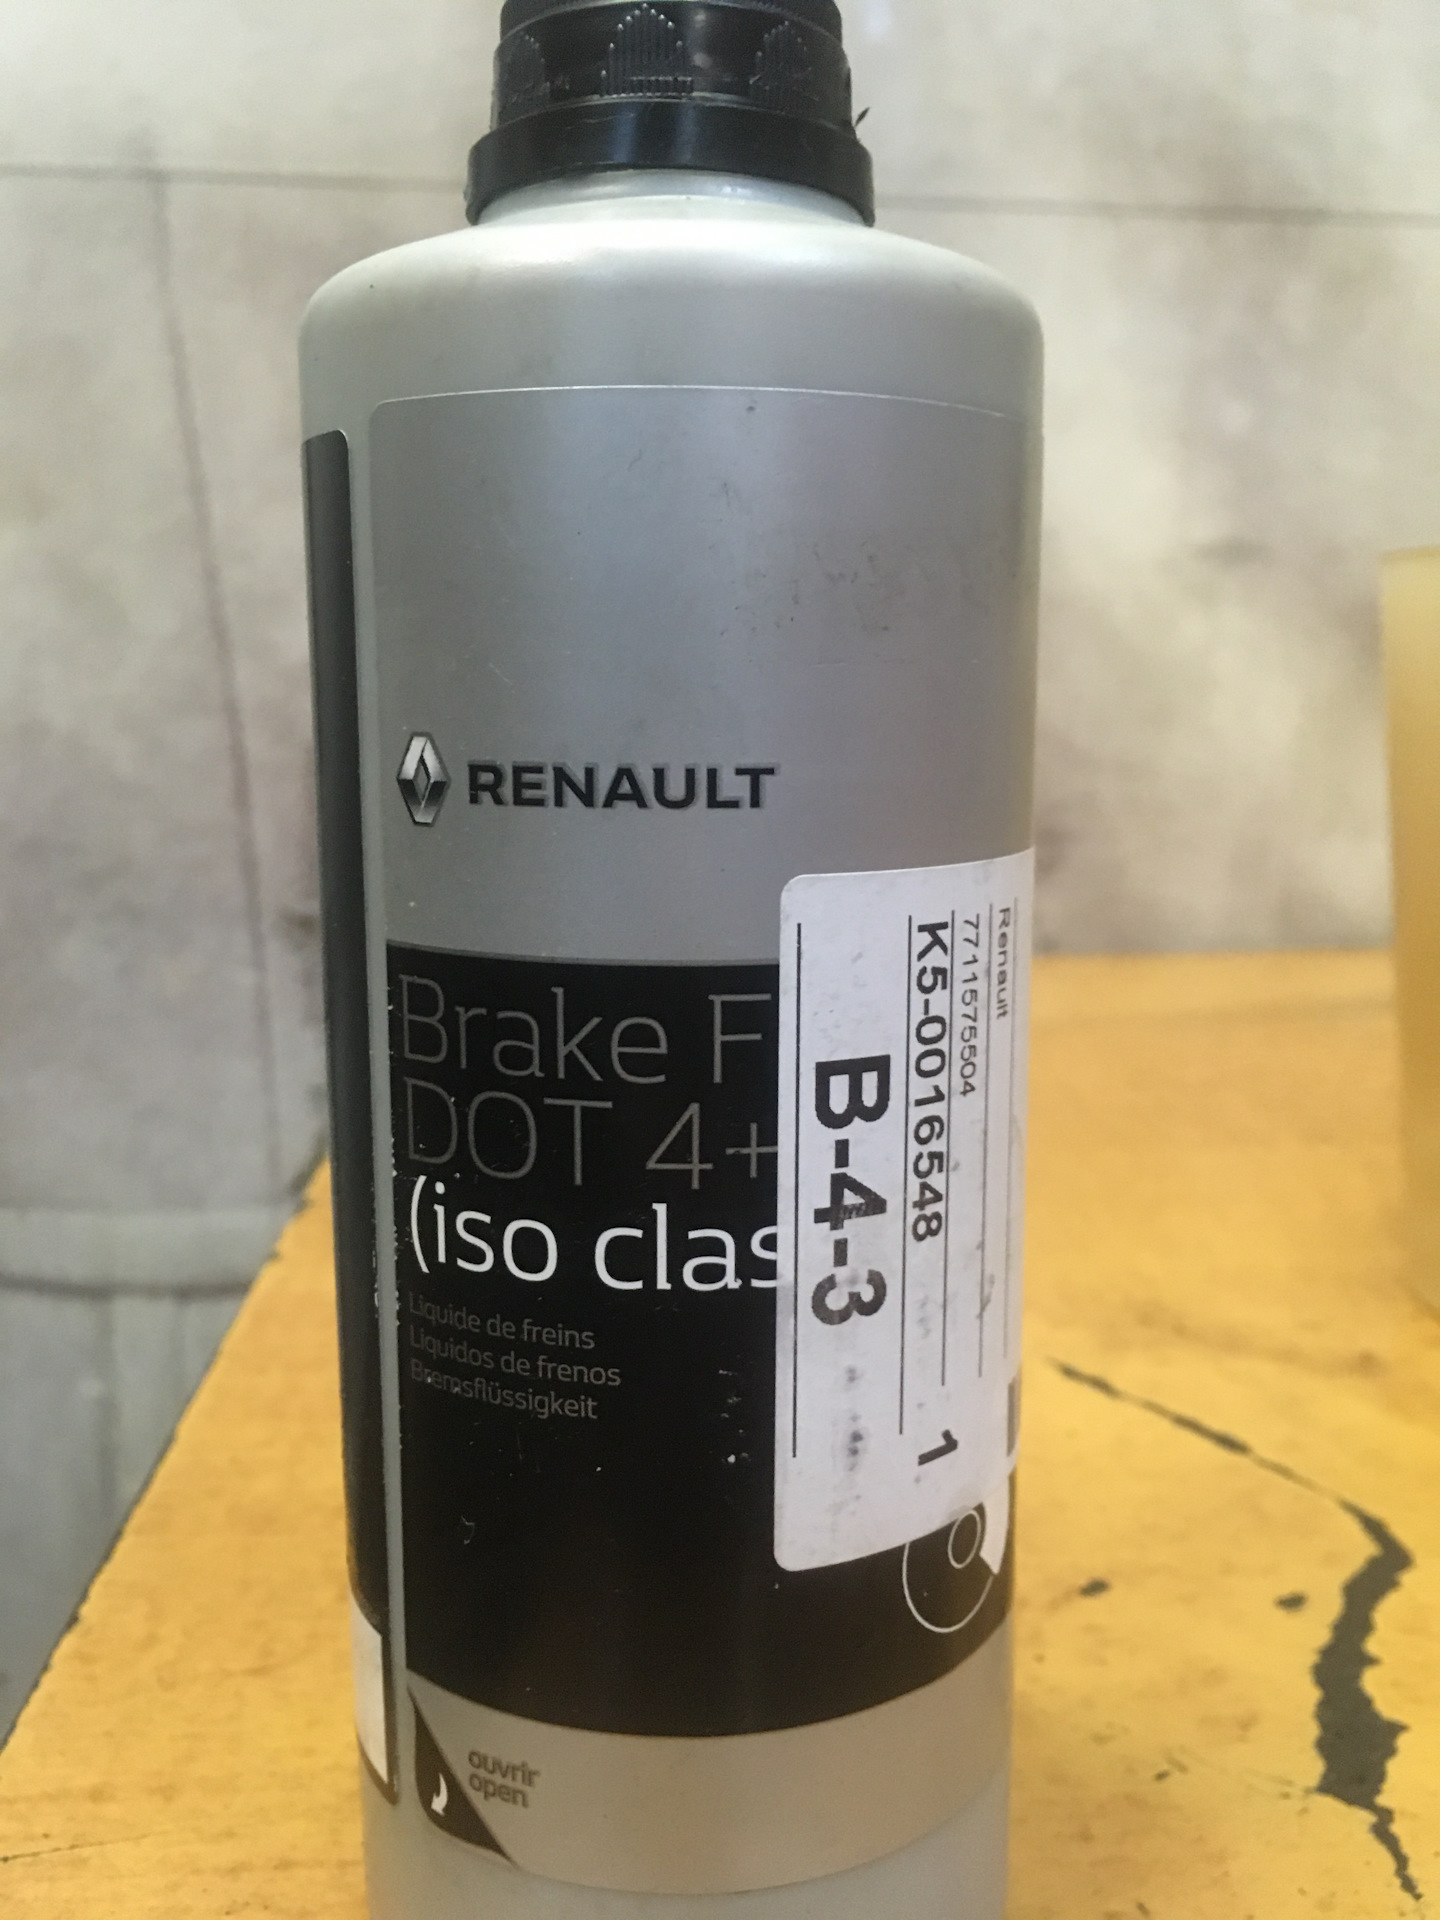 RENAULT
Brake F
DOT 4+
(iso clas
Liquide de freins
Liquidos de frenos
Bremsflüssigkeit
Renault
7711575504
K5-0016548 1
B-4-3
ouvrir
open